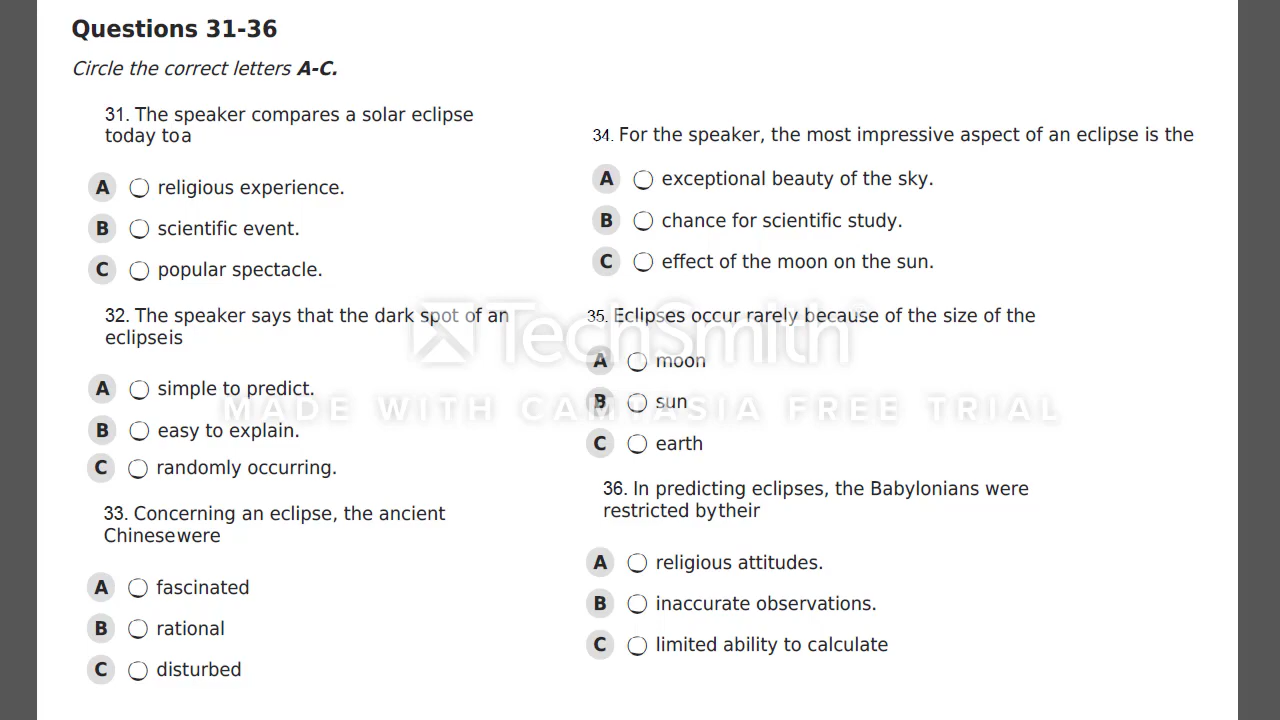 Questions 31-36
Circle the correct letters A-C.
31. The speaker compares a solar eclipse
today to a
A religious experience.
B scientific event.
C popular spectacle.
32. The speaker says that the dark spot of an
eclipseis
A simple to predict.
B easy to explain.
C randomly occurring.
33. Concerning an eclipse, the ancient
Chinesewere
A fascinated
B rational
C disturbed
34. For the speaker, the most impressive aspect of an eclipse is the
A exceptional beauty of the sky.
B chance for scientific study.
C effect of the moon on the sun.
35. Eclipses occur rarely because of the size of the
A moon
B sun
C earth
36. In predicting eclipses, the Babylonians were
restricted by their
A religious attitudes.
B inaccurate observations.
C limited ability to calculate
TechSmith
MADE WITH CAMTASIA FREE TRIAL